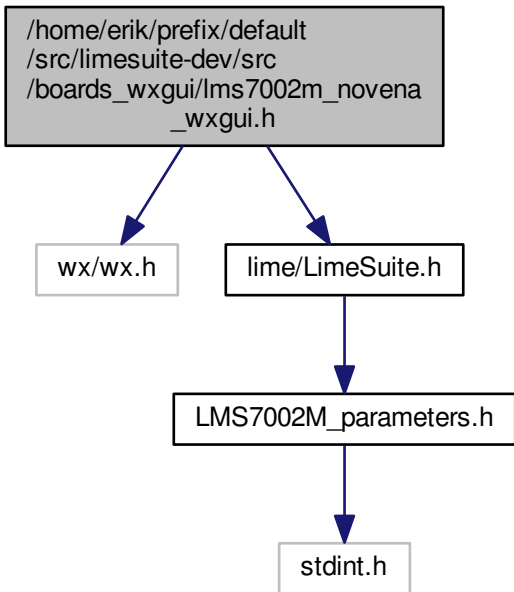 /home/erik/prefix/default
/src/limesuite-dev/src
/boards_wxgui/lms7002m_novena
_wxgui.h
wx/wx.h
lime/LimeSuite.h
LMS7002M_parameters.h
stdint.h